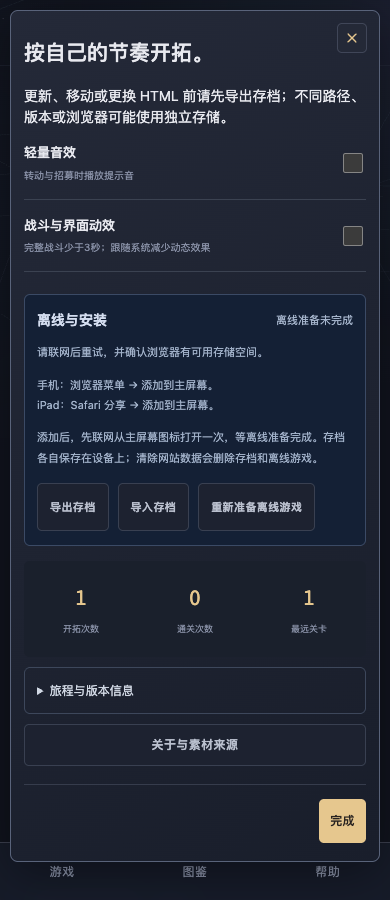 ×
按自己的节奏开拓。
更新、移动或更换 HTML 前请先导出存档；不同路径、
版本或浏览器可能使用独立存储。
轻量音效
转动与招募时播放提示音
战斗与界面动效
完整战斗少于3秒；跟随系统减少动态效果
离线与安装
离线准备未完成
请联网后重试，并确认浏览器有可用存储空间。
手机：浏览器菜单 → 添加到主屏幕。
iPad：Safari 分享 → 添加到主屏幕。
添加后，先联网从主屏幕图标打开一次，等离线准备完成。存档
各自保存在设备上；清除网站数据会删除存档和离线游戏。
导出存档
导入存档
重新准备离线游戏
1
0
1
开拓次数
通关次数
最远关卡
▶ 旅程与版本信息
关于与素材来源
完成
游戏
图鉴
帮助